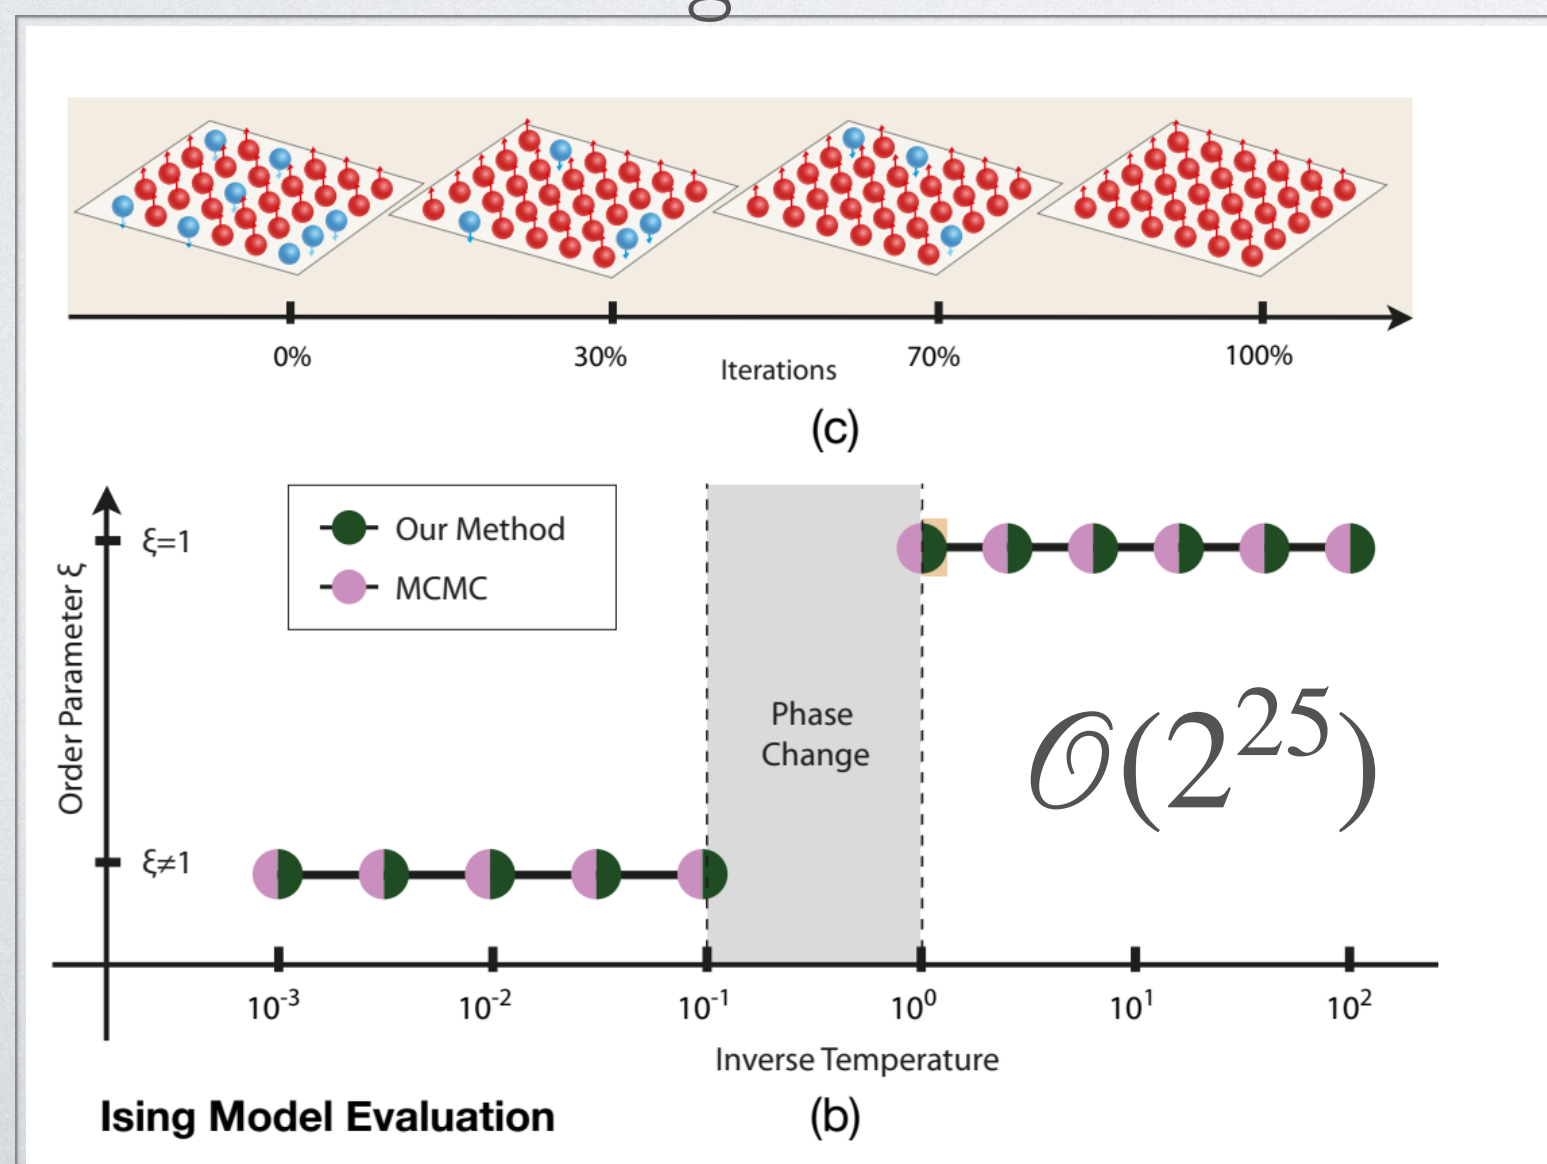 0% 30% 70% 100%
Iterations
(c)
Our Method
MCMC
ξ=1
Order Parameter ξ
Phase
Change
𝒪(2²⁵)
ξ≠1
10⁻³ 10⁻² 10⁻¹ 10⁰ 10¹ 10²
Inverse Temperature
Ising Model Evaluation
(b)